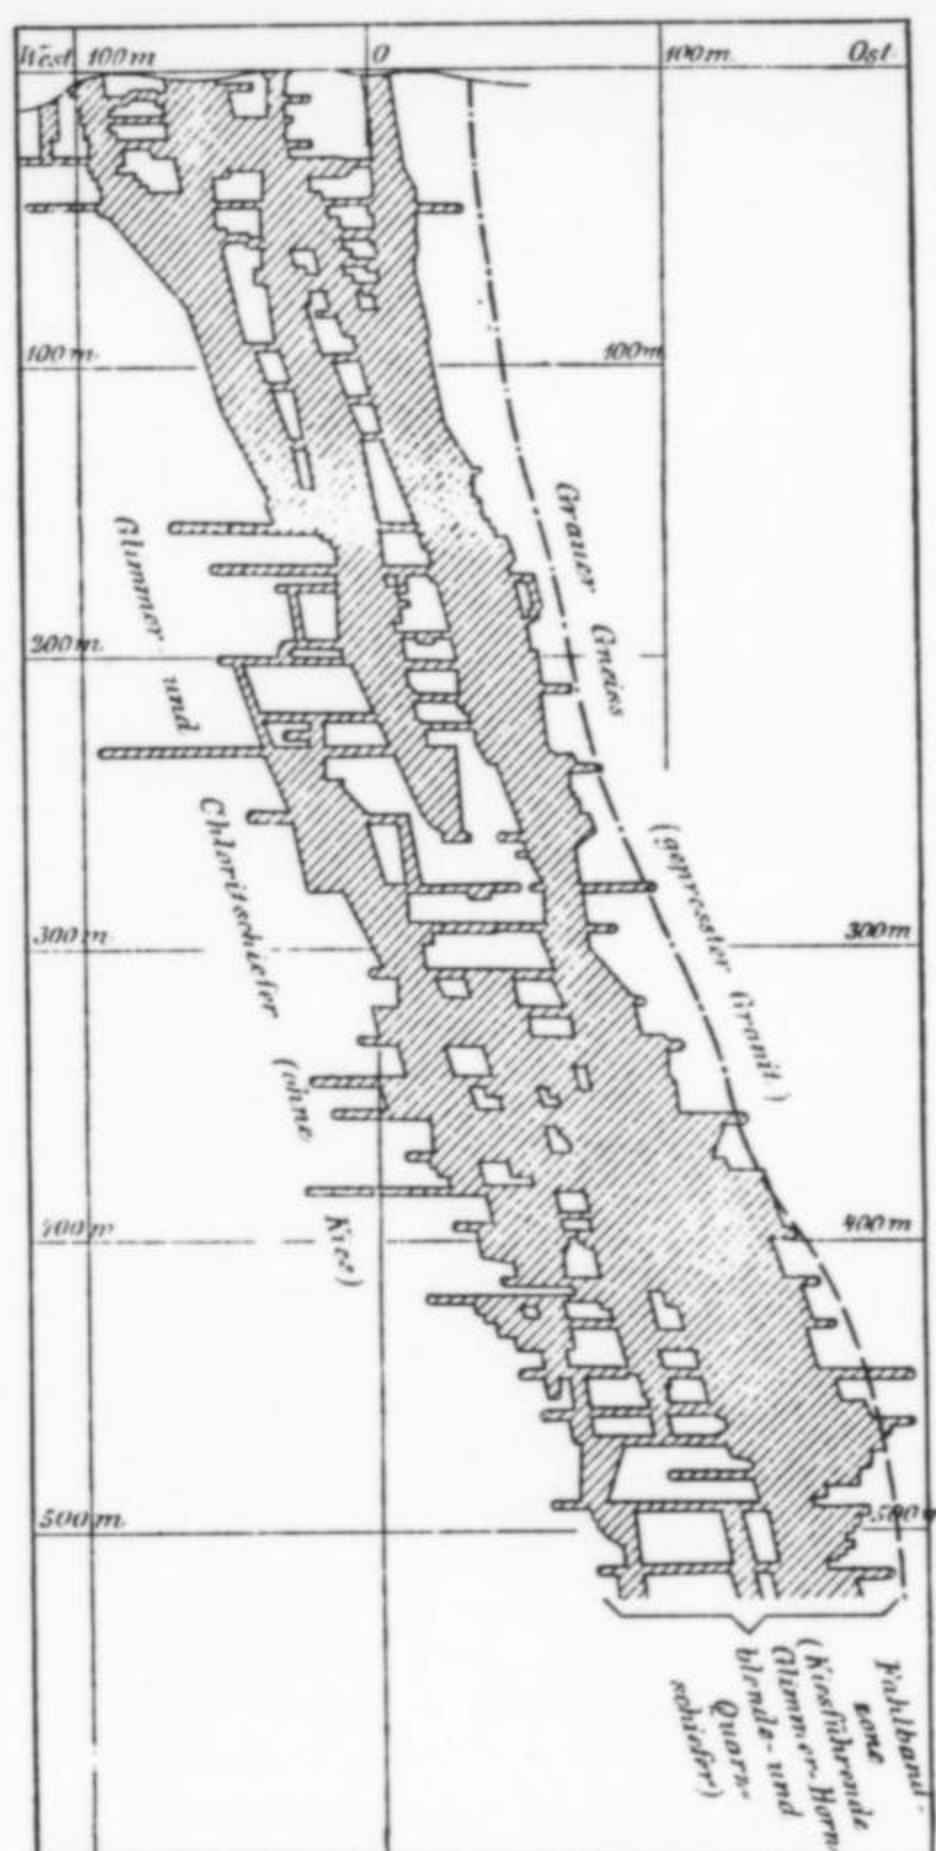 West. 100m 0 100m. Ost.
100m. 100m
Grauer Gneiss
(gepresster Granit)
Glimmer und
Chloritschiefer
(ohne
Kies)
200m.
300m. 300m
400m 400m
500m. 500m
Fahlband-
zone
(Kiesführende
Glimmer-Horn
blende- und
Quarz-
schiefer)